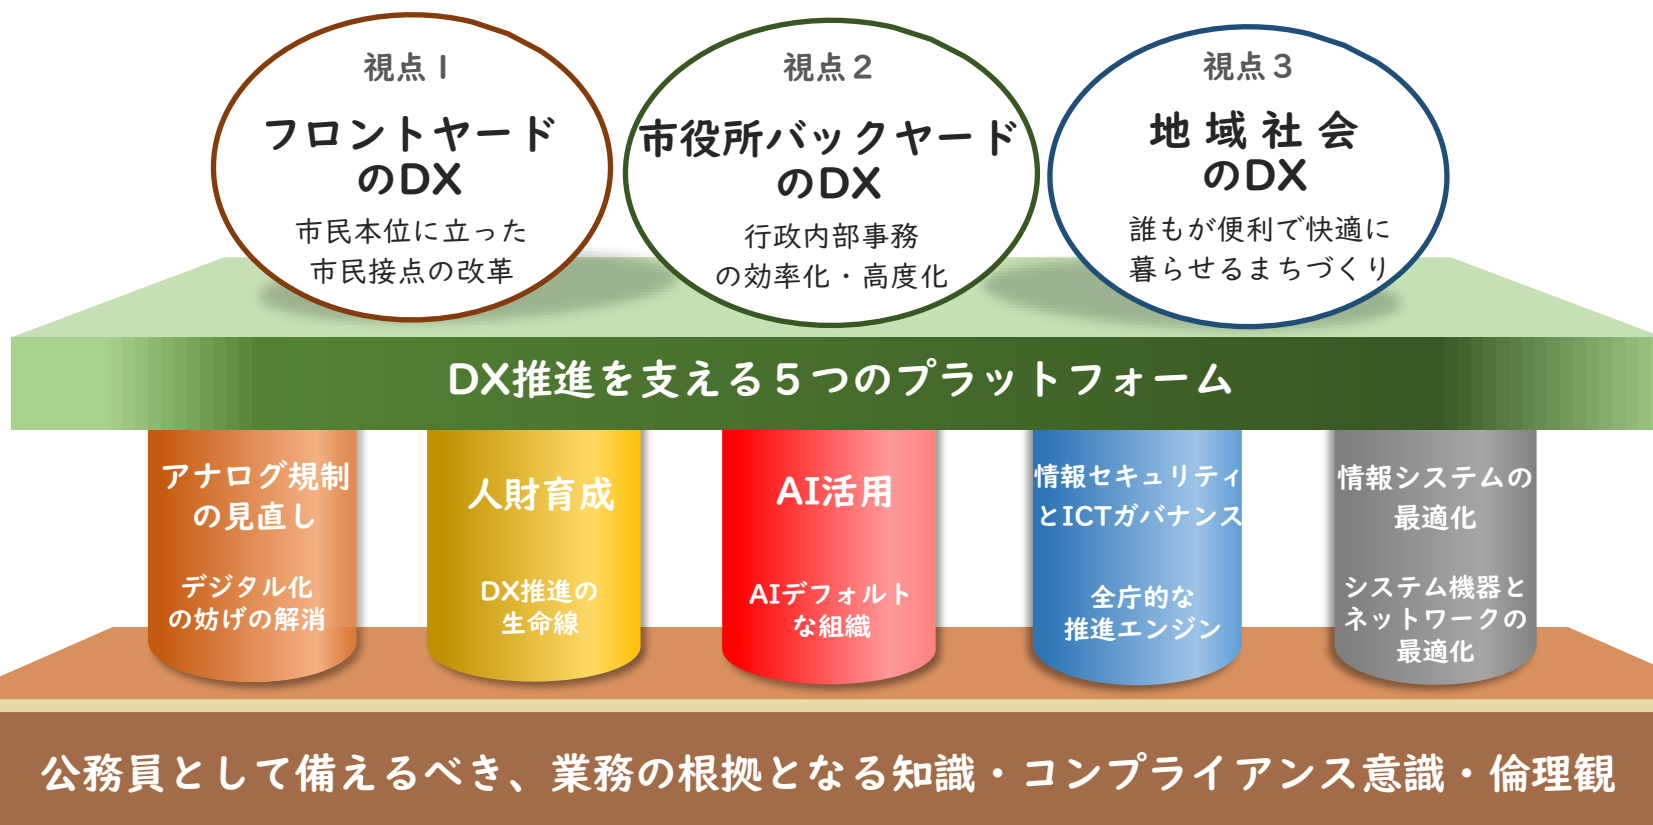 視点1
フロントヤード
のDX
市民本位に立った
市民接点の改革
視点2
市役所バックヤード
のDX
行政内部事務
の効率化・高度化
視点3
地域社会
のDX
誰もが便利で快適に
暮らせるまちづくり
DX推進を支える5つのプラットフォーム
アナログ規制
の見直し
デジタル化
の妨げの解消
人財育成
DX推進の
生命線
AI活用
AIデフォルト
な組織
情報セキュリティ
とICTガバナンス
全庁的な
推進エンジン
情報システムの
最適化
システム機器と
ネットワークの
最適化
公務員として備えるべき、業務の根拠となる知識・コンプライアンス意識・倫理観